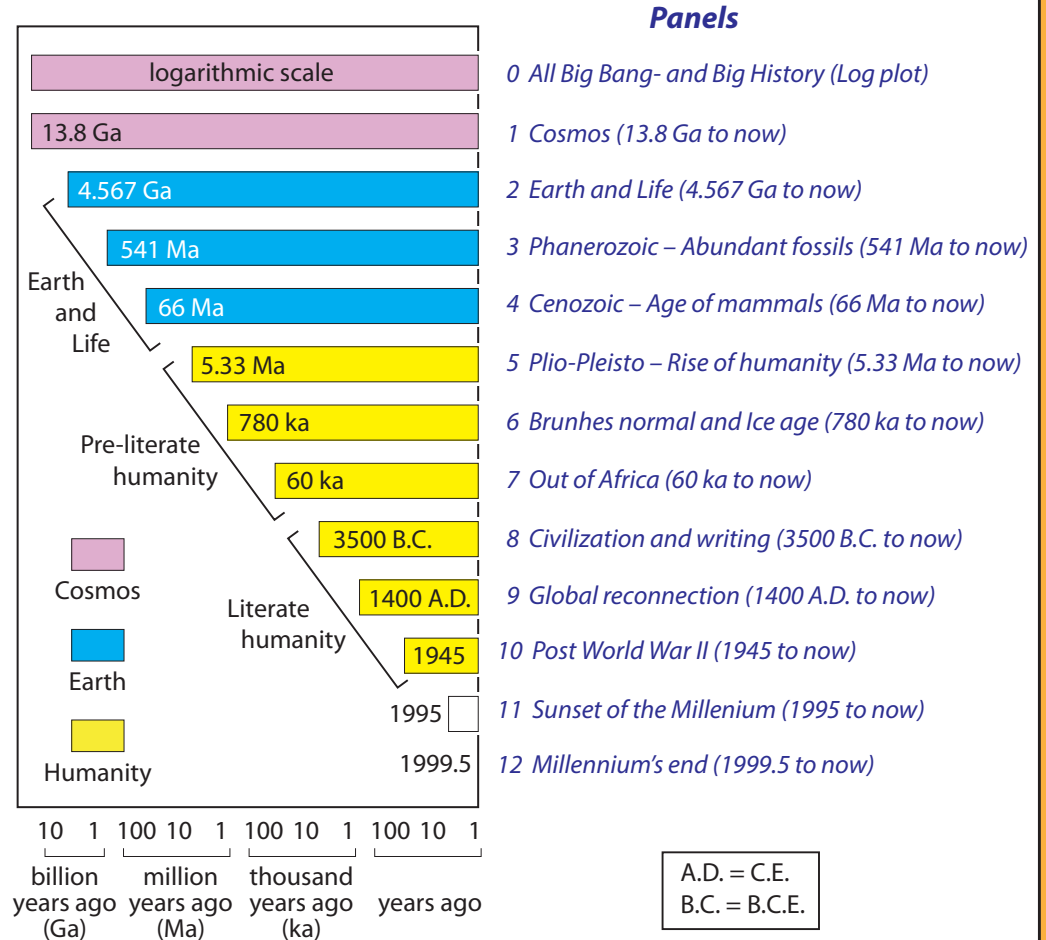 Panels
logarithmic scale
0 All Big Bang- and Big History (Log plot)
13.8 Ga
1 Cosmos (13.8 Ga to now)
4.567 Ga
2 Earth and Life (4.567 Ga to now)
541 Ma
3 Phanerozoic – Abundant fossils (541 Ma to now)
66 Ma
4 Cenozoic – Age of mammals (66 Ma to now)
Earth
and
Life
5.33 Ma
5 Plio-Pleisto – Rise of humanity (5.33 Ma to now)
780 ka
6 Brunhes normal and Ice age (780 ka to now)
60 ka
7 Out of Africa (60 ka to now)
Pre-literate
humanity
3500 B.C.
8 Civilization and writing (3500 B.C. to now)
1400 A.D.
9 Global reconnection (1400 A.D. to now)
1945
10 Post World War II (1945 to now)
Literate
humanity
1995
11 Sunset of the Millenium (1995 to now)
1999.5
12 Millennium's end (1999.5 to now)
Cosmos
Earth
Humanity
10 1 100 10 1 100 10 1 100 10 1
billion
years ago
(Ga)
million
years ago
(Ma)
thousand
years ago
(ka)
years ago
A.D. = C.E.
B.C. = B.C.E.